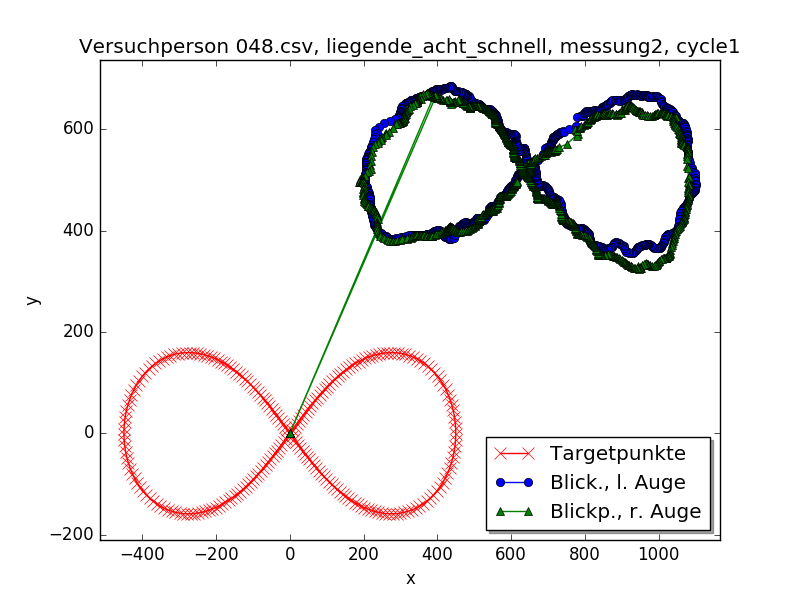 Versuchperson 048.csv, liegende_acht_schnell, messung2, cycle1
y
600
400
200
0
−200
−400
−200
0
200
400
600
800
1000
x
Targetpunkte
Blick., l. Auge
Blickp., r. Auge